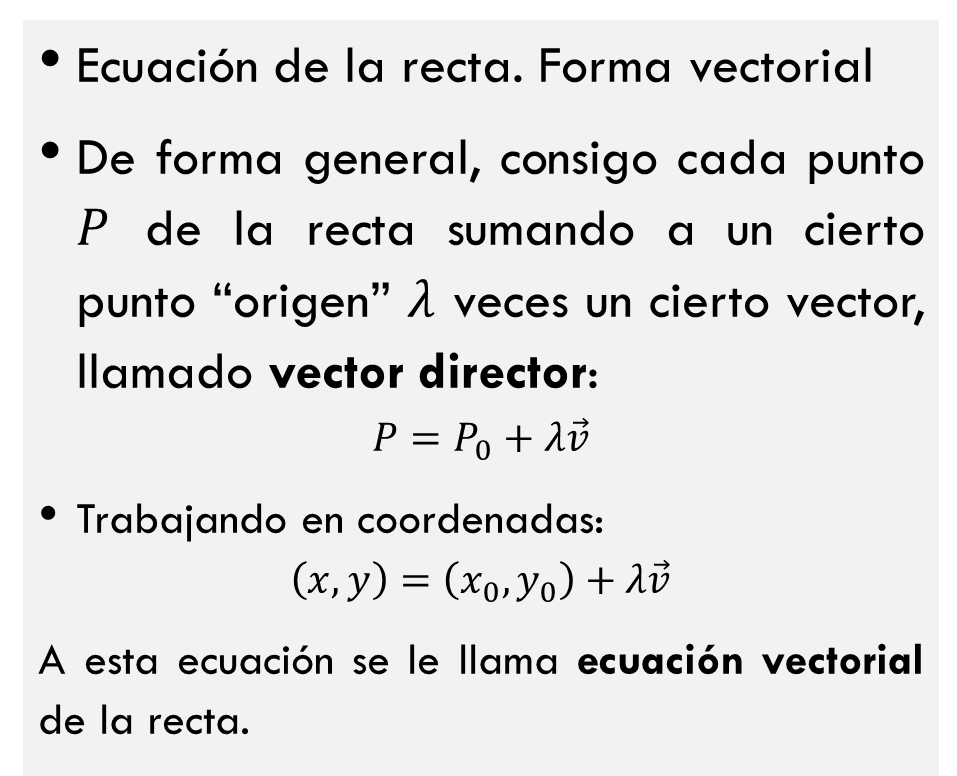 • Ecuación de la recta. Forma vectorial
• De forma general, consigo cada punto
P de la recta sumando a un cierto
punto “origen” λ veces un cierto vector,
llamado vector director:
P = P₀ + λv⃗
• Trabajando en coordenadas:
(x, y) = (x₀, y₀) + λv⃗
A esta ecuación se le llama ecuación vectorial
de la recta.